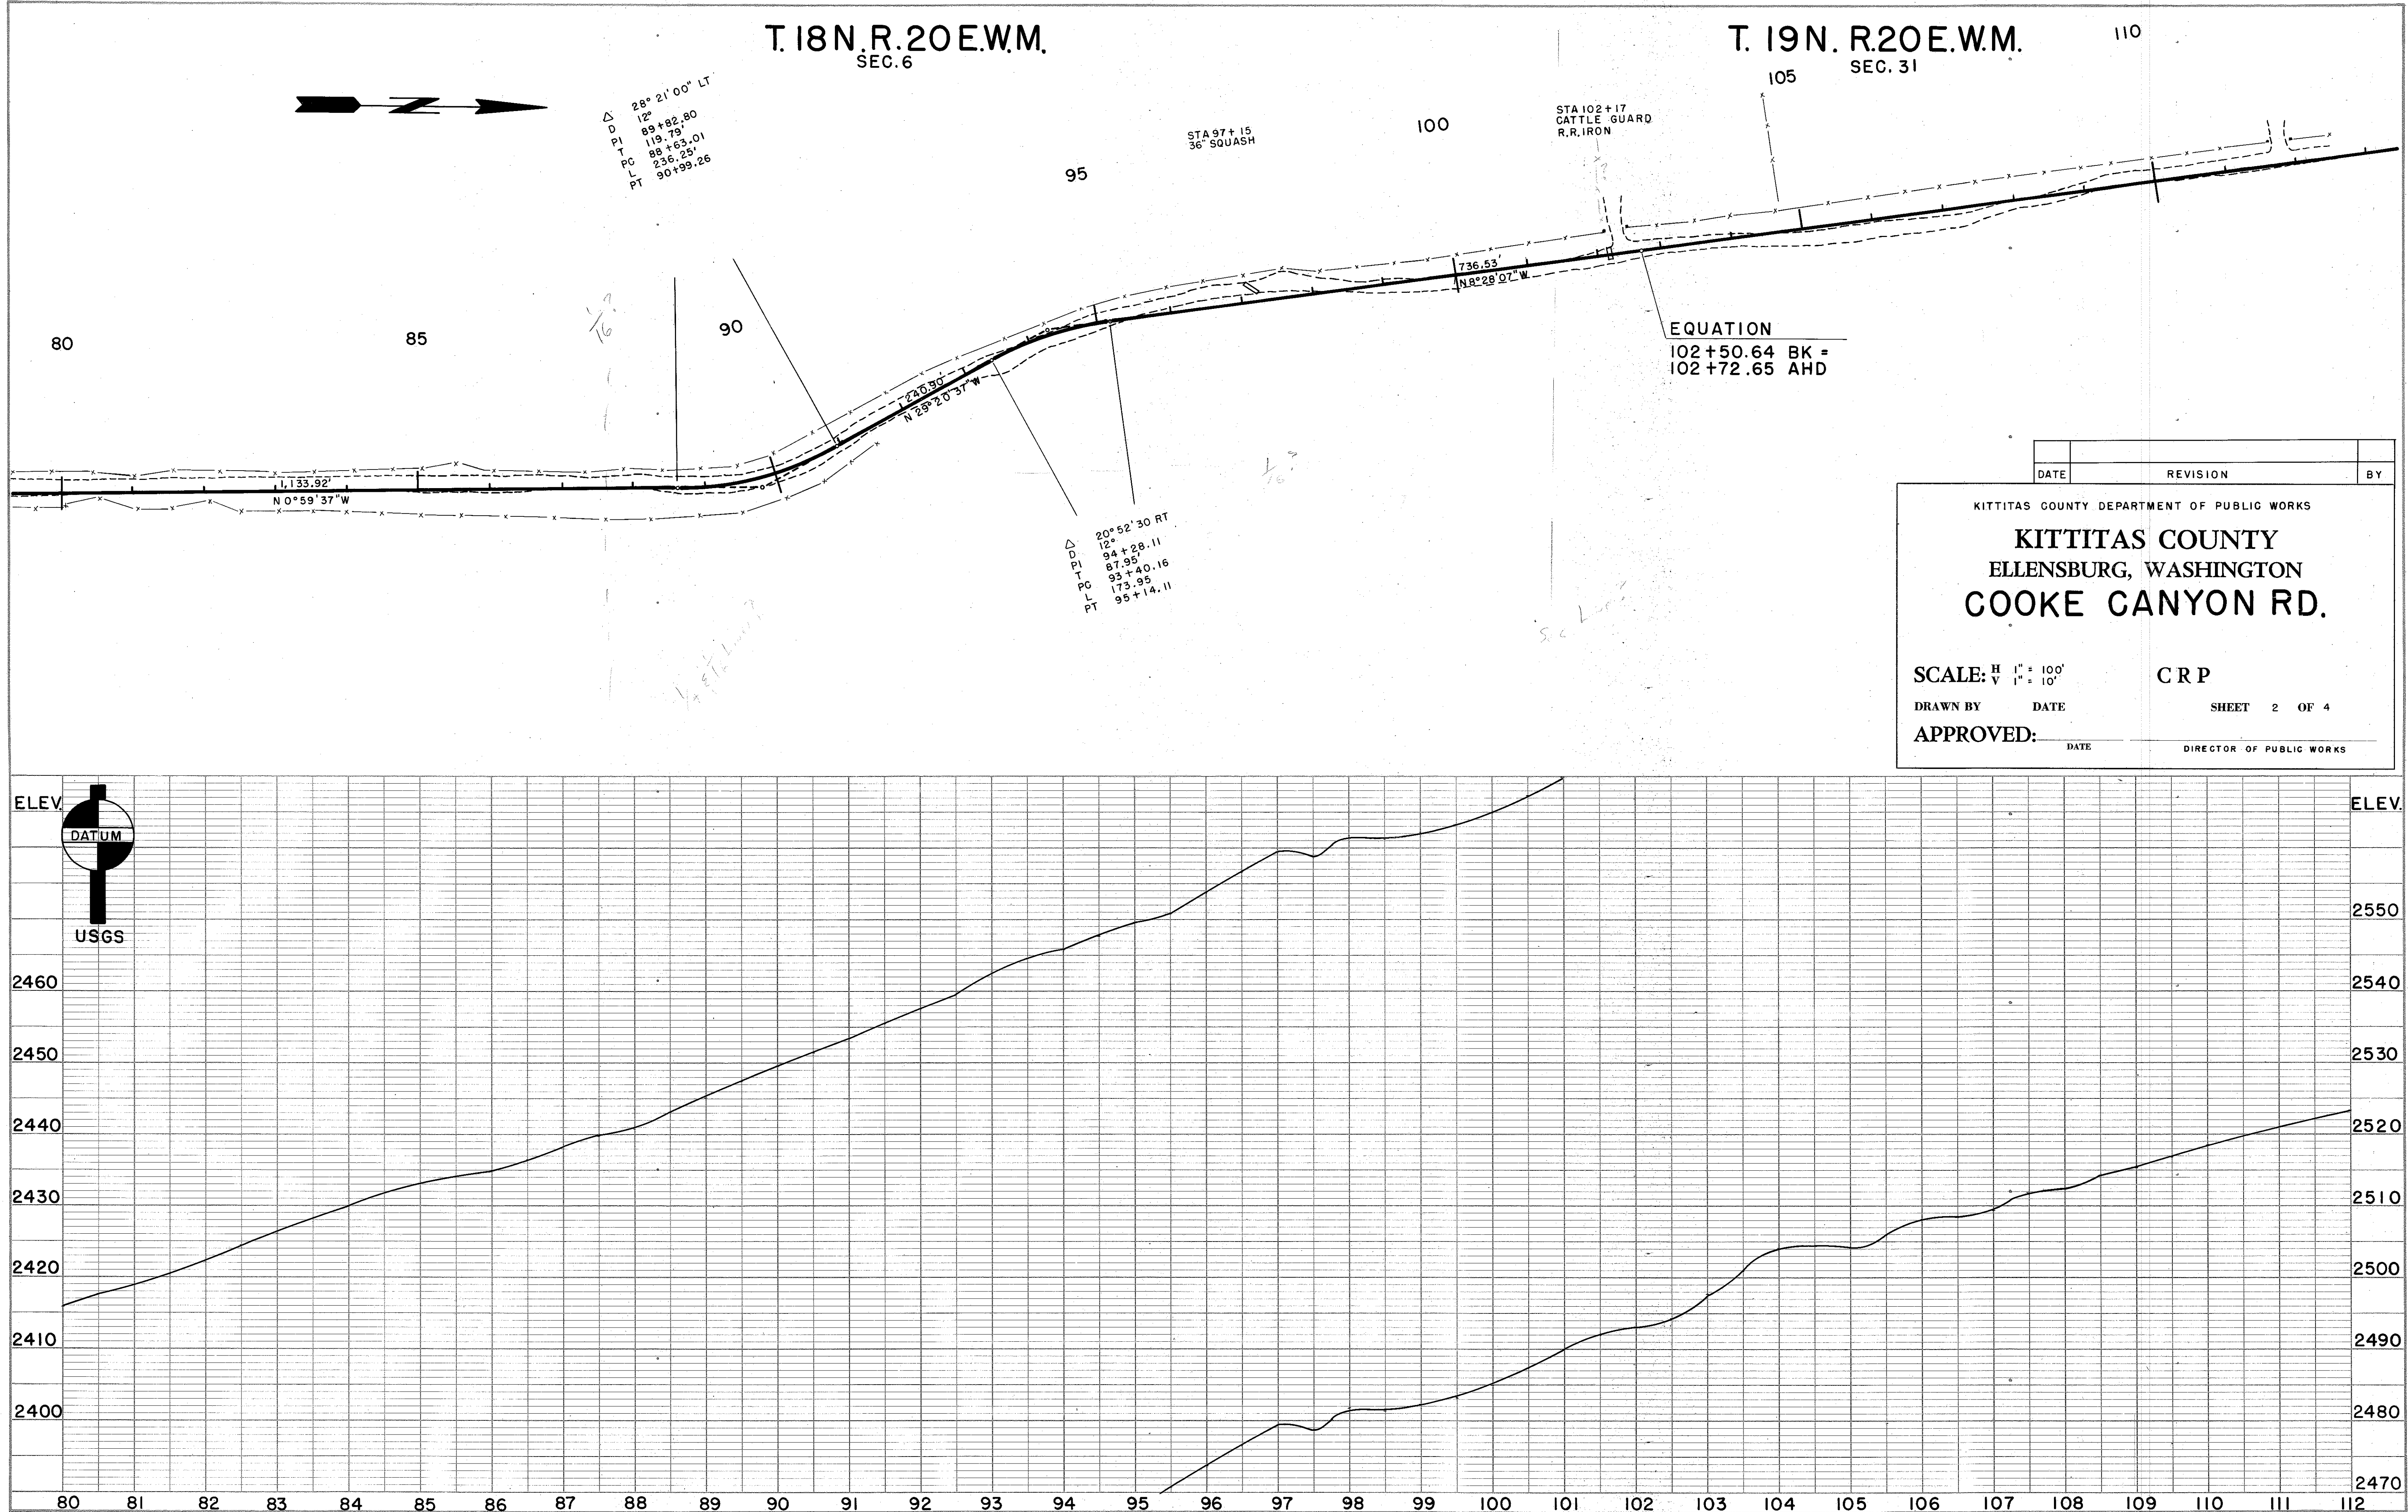 T. 18 N. R. 20 E.W.M.
SEC. 6
T. 19 N. R. 20 E.W.M.
SEC. 31
110
105
100
95
90
85
80
△ 28° 21' 00" LT
D 12°
PI 89+82.80
T 119.79'
PC 88+63.01
L 236.25'
PT 90+99.26
STA 97+15
36" SQUASH
STA 102+17
CATTLE GUARD
R.R. IRON
1/16 ?
1,133.92'
N 0°59'37"W
240.90'
N 29°20'37"W
736.53'
N 8°28'07"W
EQUATION
102+50.64 BK =
102+72.65 AHD
1/16 ?
△ 20° 52' 30 RT
D 12°
PI 94+28.11
T 87.95'
PC 93+40.16
L 173.95
PT 95+14.11
DATE REVISION BY
KITTITAS COUNTY DEPARTMENT OF PUBLIC WORKS
KITTITAS COUNTY
ELLENSBURG, WASHINGTON
COOKE CANYON RD.
SCALE: H 1" = 100'
V 1" = 10'
C R P
DRAWN BY DATE SHEET 2 OF 4
APPROVED:
DATE DIRECTOR OF PUBLIC WORKS
ELEV.
DATUM
USGS
2460
2450
2440
2430
2420
2410
2400
ELEV.
2550
2540
2530
2520
2510
2500
2490
2480
2470
80 81 82 83 84 85 86 87 88 89 90 91 92 93 94 95 96 97 98 99 100 101 102 103 104 105 106 107 108 109 110 111 112